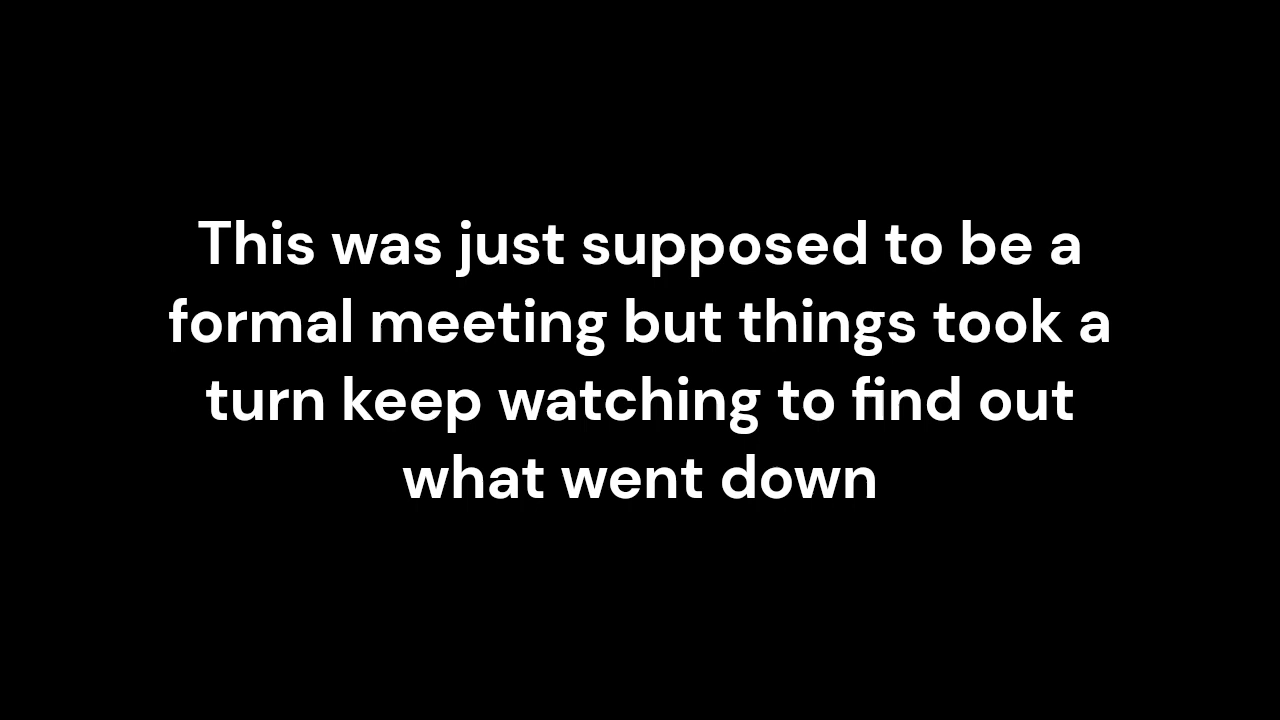 This was just supposed to be a
formal meeting but things took a
turn keep watching to find out
what went down